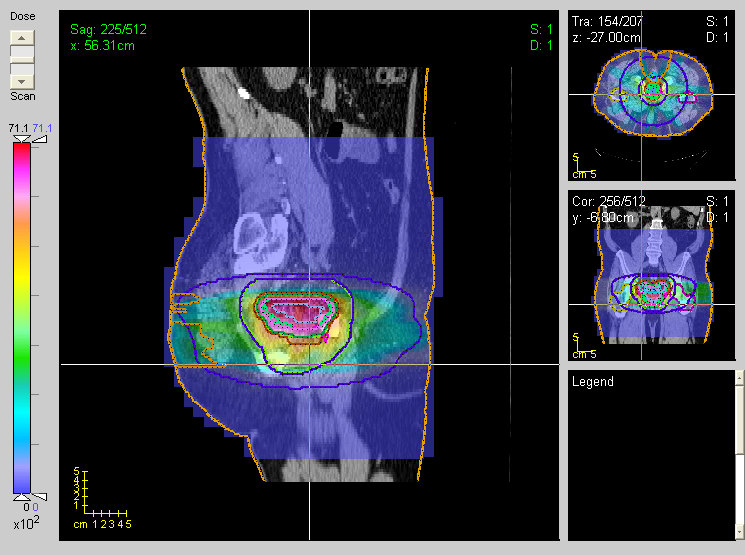 Dose
Scan
71.1 71.1
0 0
x10²
Sag: 225/512
x: 56.31cm
S: 1
D: 1
5
4
3
2
1
cm 1 2 3 4 5
Tra: 154/207
z: -27.00cm
S: 1
D: 1
5
cm 5
Cor: 256/512
y: -6.80cm
S: 1
D: 1
5
cm 5
Legend